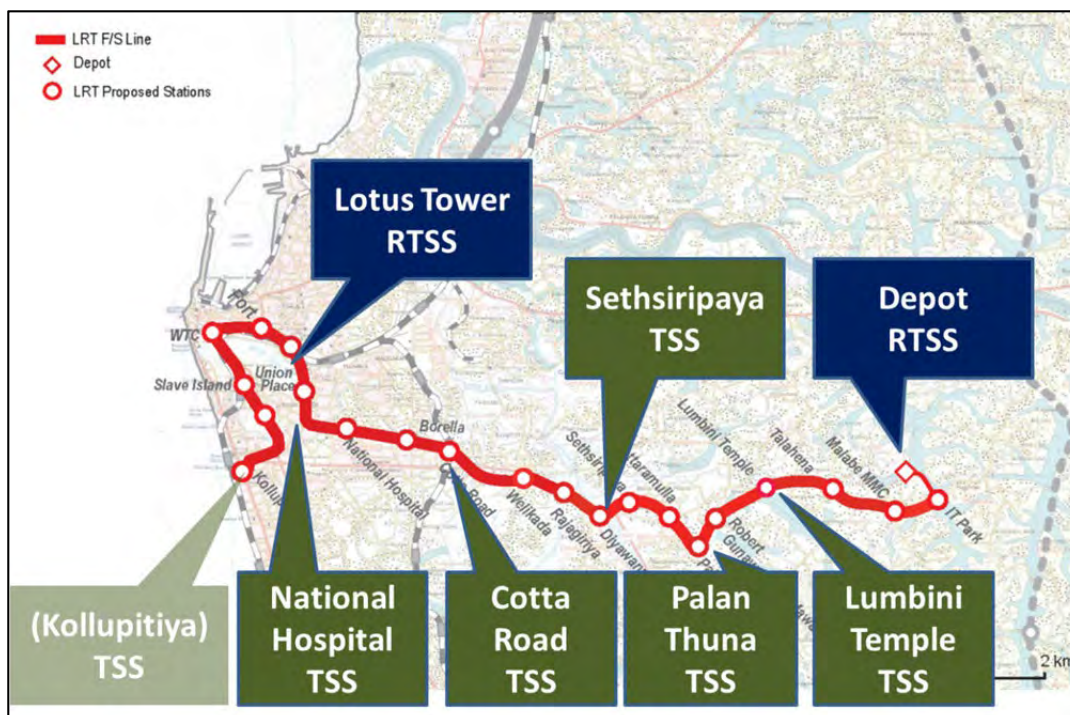 LRT F/S Line
Depot
LRT Proposed Stations
Lotus Tower
RTSS
Sethsiripaya
TSS
Depot
RTSS
Fort
WTC
Union
Place
Slave Island
Borella
National Hospital
Road
Welikada
Rajagiriya
Lumbini Temple
Talahena
Malabe MMC
IT Park
Robert
(Kollupitiya)
TSS
National
Hospital
TSS
Cotta
Road
TSS
Palan
Thuna
TSS
Lumbini
Temple
TSS
2 km